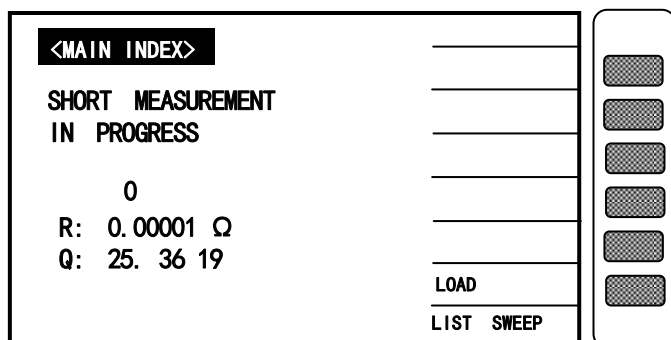 <MAIN INDEX>
SHORT MEASUREMENT
IN PROGRESS
0
R: 0.00001 Ω
Q: 25. 36 19
LOAD
LIST SWEEP